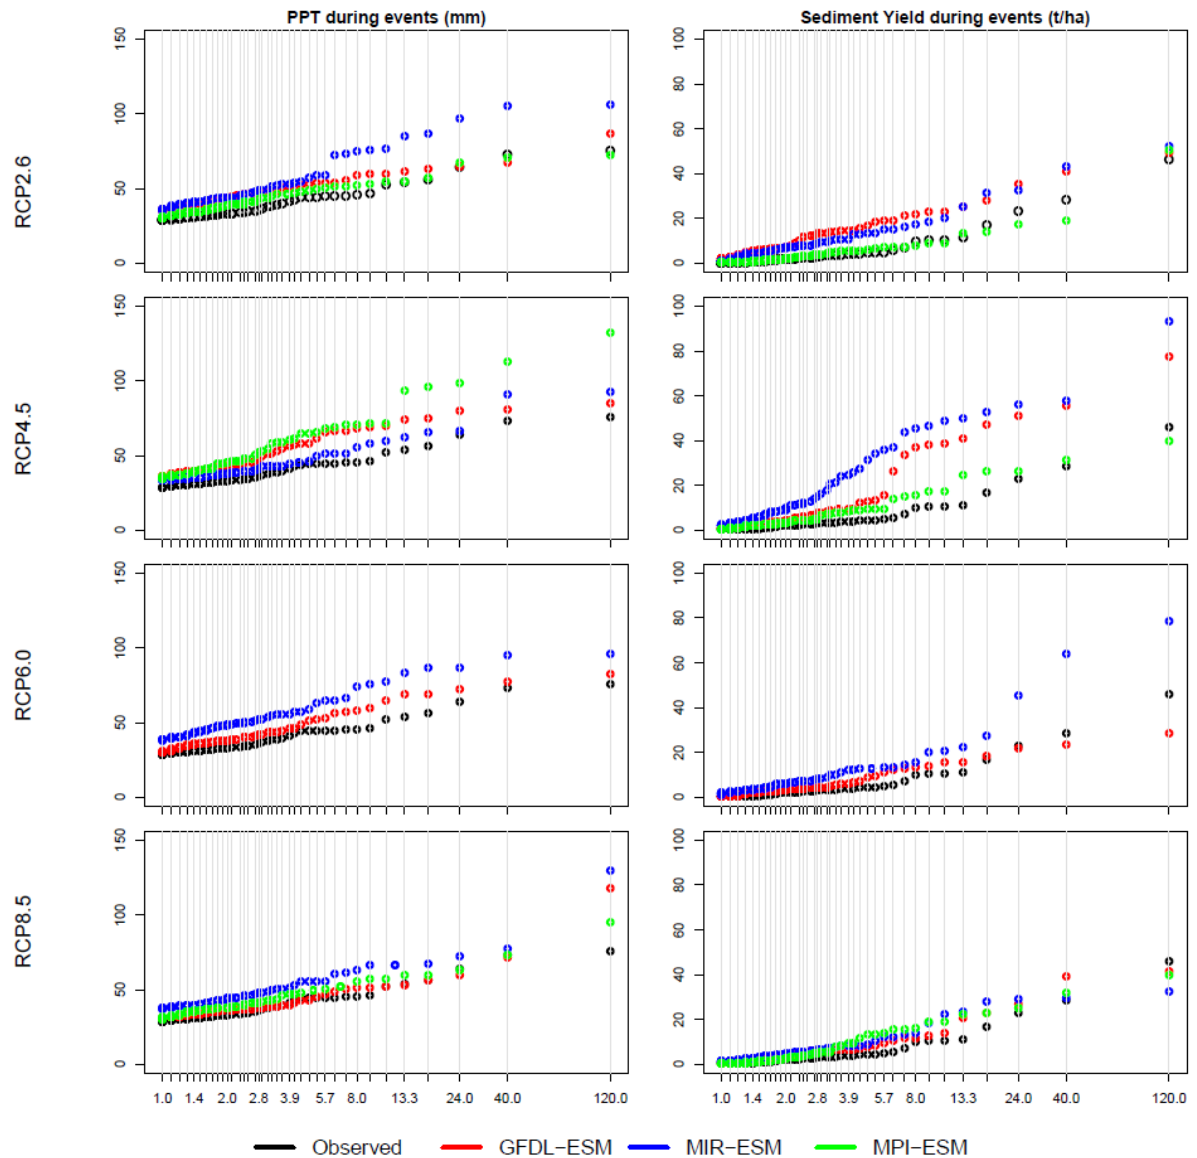 PPT during events (mm)
Sediment Yield during events (t/ha)
RCP2.6
0 50 100 150
0 20 40 60 80 100
RCP4.5
0 50 100 150
0 20 40 60 80 100
RCP6.0
0 50 100 150
0 20 40 60 80 100
RCP8.5
0 50 100 150
0 20 40 60 80 100
1.0 1.4 2.0 2.8 3.9 5.7 8.0 13.3 24.0 40.0 120.0
1.0 1.4 2.0 2.8 3.9 5.7 8.0 13.3 24.0 40.0 120.0
Observed GFDL−ESM MIR−ESM MPI−ESM